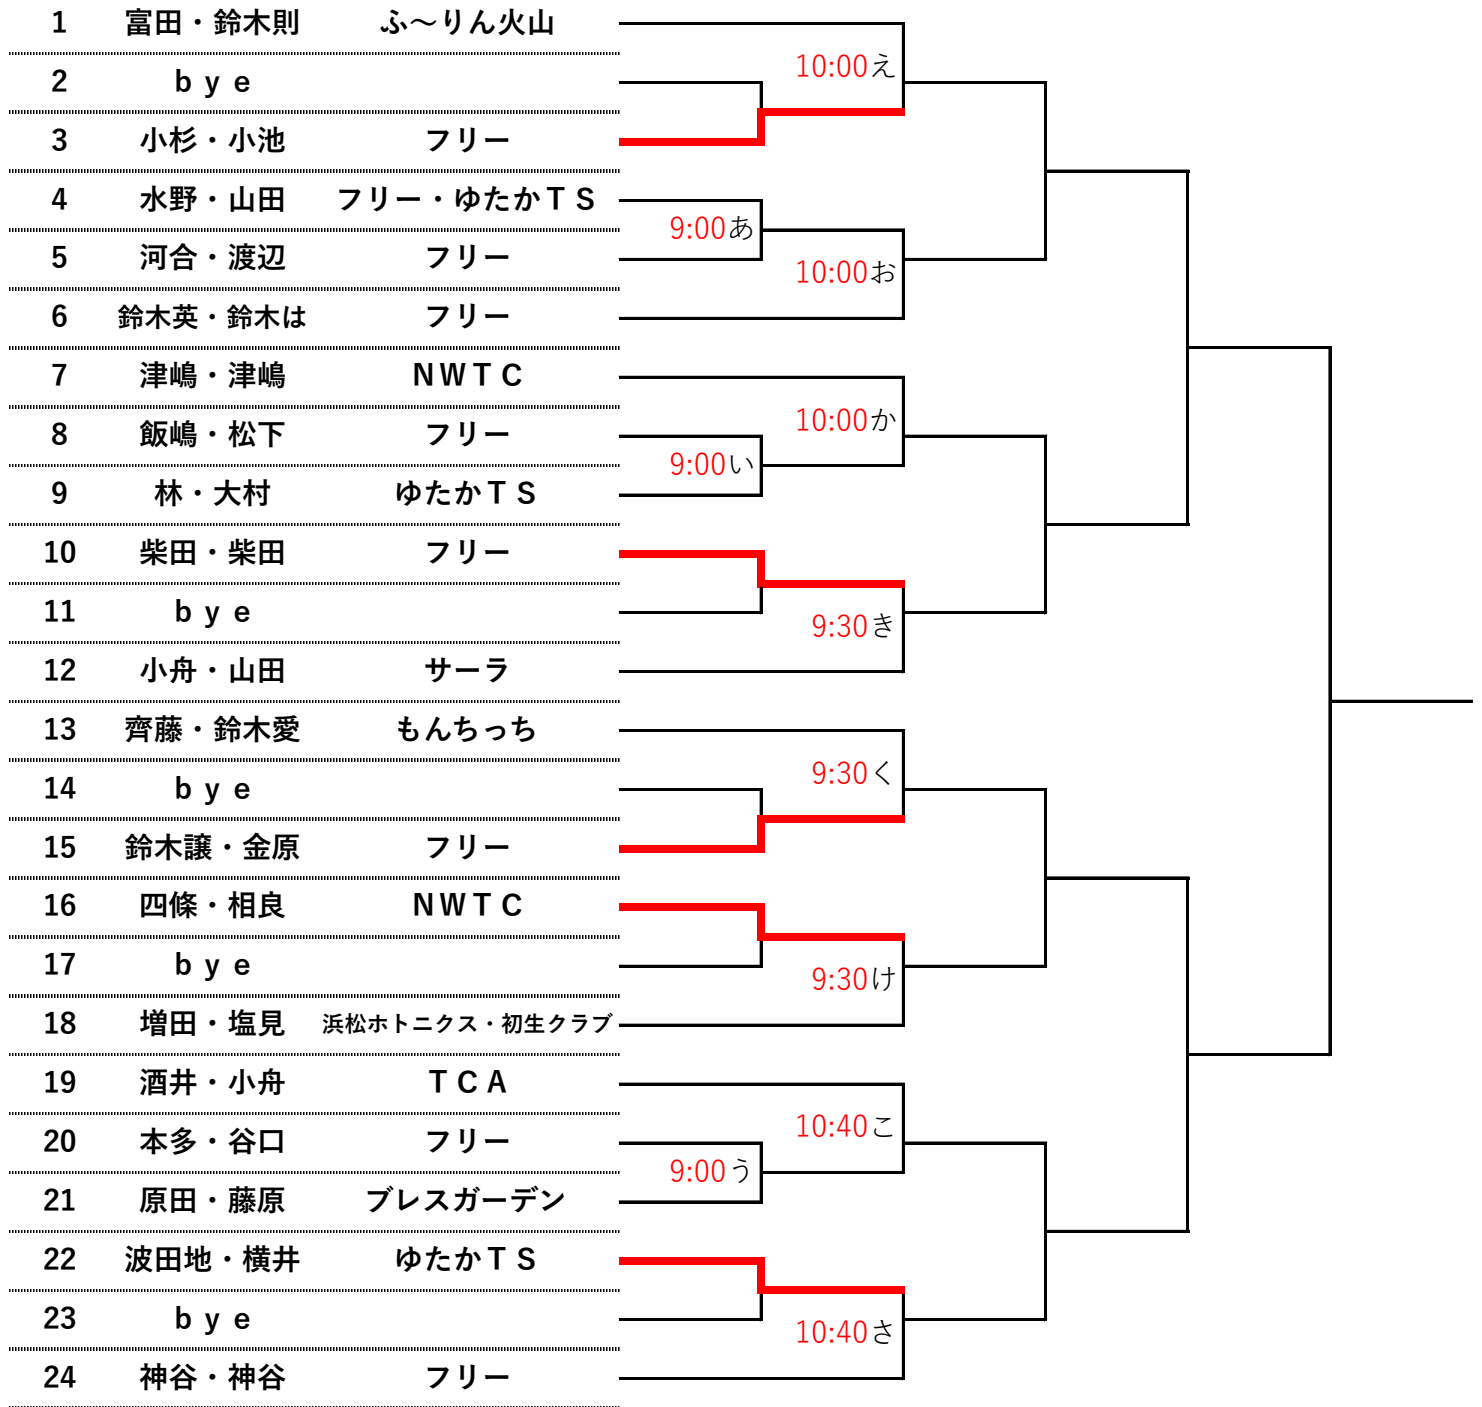 1 富田・鈴木則 ふ～りん火山
10:00え
2 ｂｙｅ
3 小杉・小池 フリー
4 水野・山田 フリー・ゆたかＴＳ
9:00あ
5 河合・渡辺 フリー
10:00お
6 鈴木英・鈴木は フリー
7 津嶋・津嶋 ＮＷＴＣ
10:00か
8 飯嶋・松下 フリー
9:00い
9 林・大村 ゆたかＴＳ
10 柴田・柴田 フリー
11 ｂｙｅ
9:30き
12 小舟・山田 サーラ
13 齊藤・鈴木愛 もんちっち
9:30く
14 ｂｙｅ
15 鈴木譲・金原 フリー
16 四條・相良 ＮＷＴＣ
17 ｂｙｅ
9:30け
18 増田・塩見 浜松ホトニクス・初生クラブ
19 酒井・小舟 ＴＣＡ
10:40こ
20 本多・谷口 フリー
9:00う
21 原田・藤原 ブレスガーデン
22 波田地・横井 ゆたかＴＳ
23 ｂｙｅ
10:40さ
24 神谷・神谷 フリー